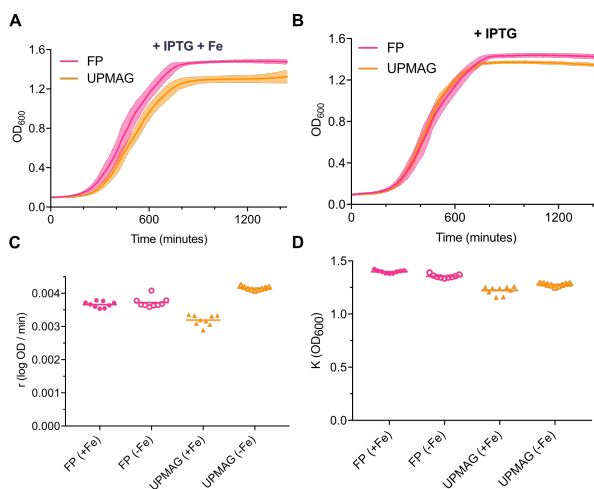 A
+ IPTG + Fe
FP
UPMAG
OD600
1.6
1.2
0.8
0.4
0.0
0
600
1200
Time (minutes)
B
+ IPTG
FP
UPMAG
OD600
1.6
1.2
0.8
0.4
0.0
0
600
1200
Time (minutes)
C
r (log OD / min)
0.004
0.003
0.002
0.001
0.000
FP (+Fe)
FP (-Fe)
UPMAG (+Fe)
UPMAG (-Fe)
D
K (OD600)
1.5
1.0
0.5
0.0
FP (+Fe)
FP (-Fe)
UPMAG (+Fe)
UPMAG (-Fe)